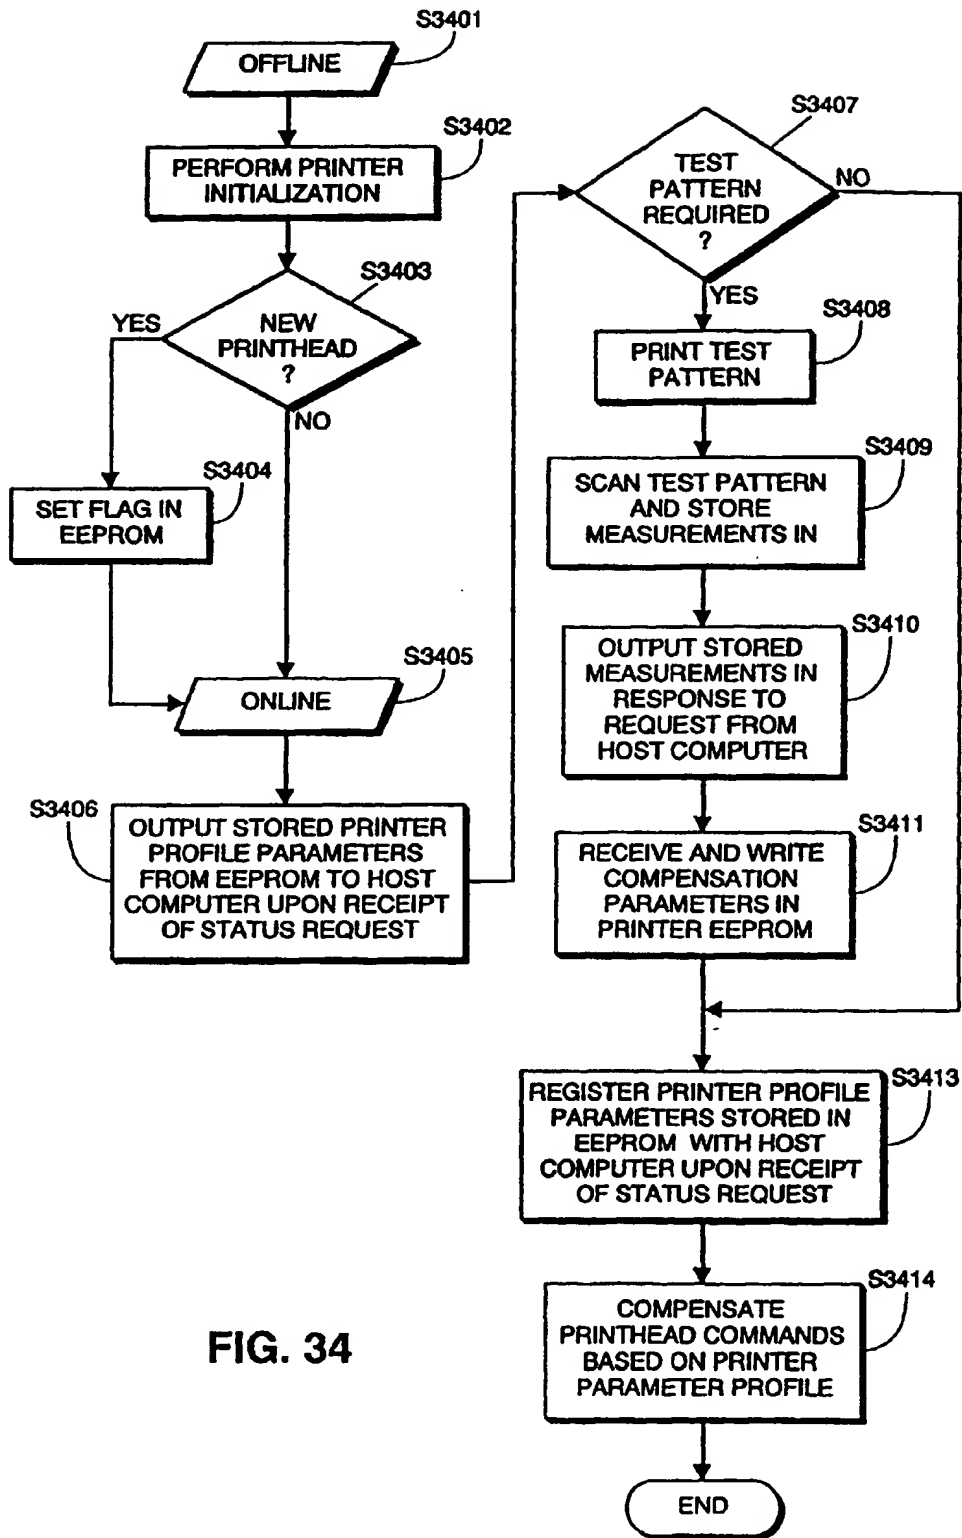 S3401
OFFLINE
S3402
PERFORM PRINTER
INITIALIZATION
S3403
YES
NEW
PRINTHEAD
?
NO
S3404
SET FLAG IN
EEPROM
S3405
ONLINE
S3406
OUTPUT STORED PRINTER
PROFILE PARAMETERS
FROM EEPROM TO HOST
COMPUTER UPON RECEIPT
OF STATUS REQUEST
S3407
TEST
PATTERN
REQUIRED
?
NO
YES
S3408
PRINT TEST
PATTERN
S3409
SCAN TEST PATTERN
AND STORE
MEASUREMENTS IN
S3410
OUTPUT STORED
MEASUREMENTS IN
RESPONSE TO
REQUEST FROM
HOST COMPUTER
S3411
RECEIVE AND WRITE
COMPENSATION
PARAMETERS IN
PRINTER EEPROM
S3413
REGISTER PRINTER PROFILE
PARAMETERS STORED IN
EEPROM WITH HOST
COMPUTER UPON RECEIPT
OF STATUS REQUEST
S3414
COMPENSATE
PRINTHEAD COMMANDS
BASED ON PRINTER
PARAMETER PROFILE
END
FIG. 34